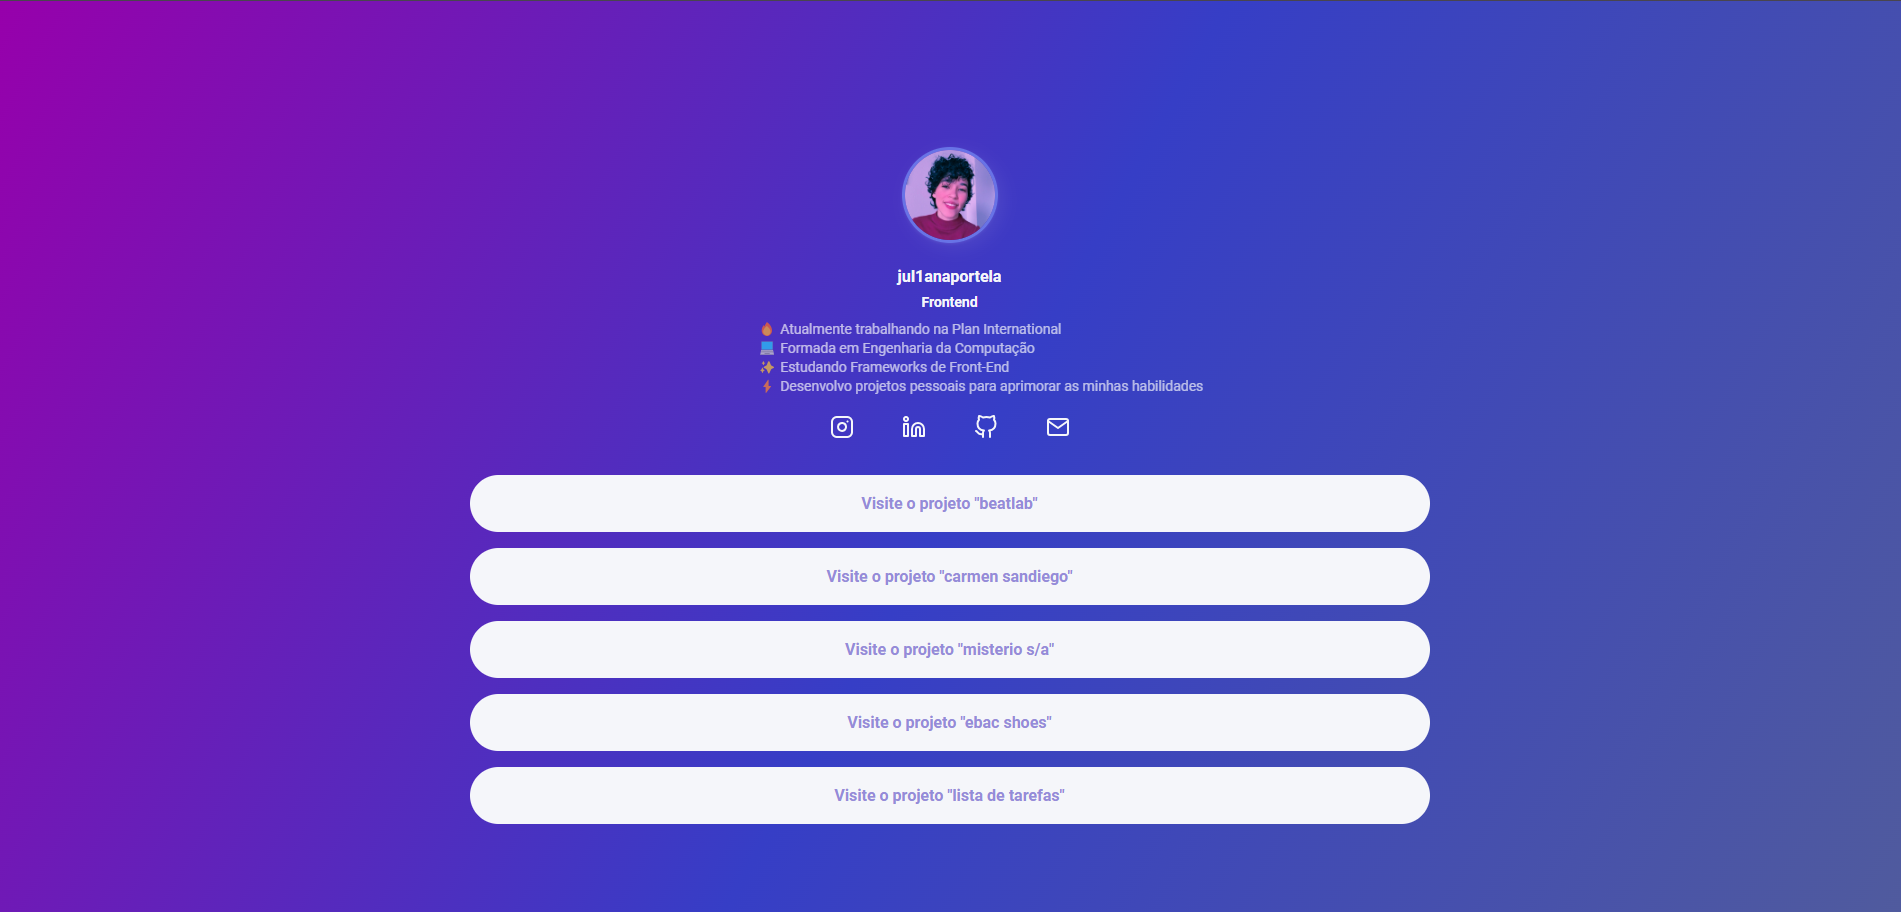 jul1anaportela
Frontend
🔥 Atualmente trabalhando na Plan International
💻 Formada em Engenharia da Computação
✨ Estudando Frameworks de Front-End
⚡ Desenvolvo projetos pessoais para aprimorar as minhas habilidades
Visite o projeto "beatlab"
Visite o projeto "carmen sandiego"
Visite o projeto "misterio s/a"
Visite o projeto "ebac shoes"
Visite o projeto "lista de tarefas"